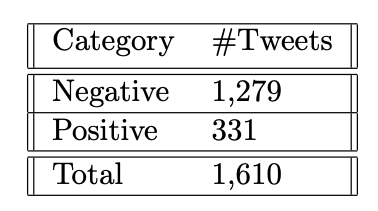 Category #Tweets
Negative 1,279
Positive 331
Total 1,610